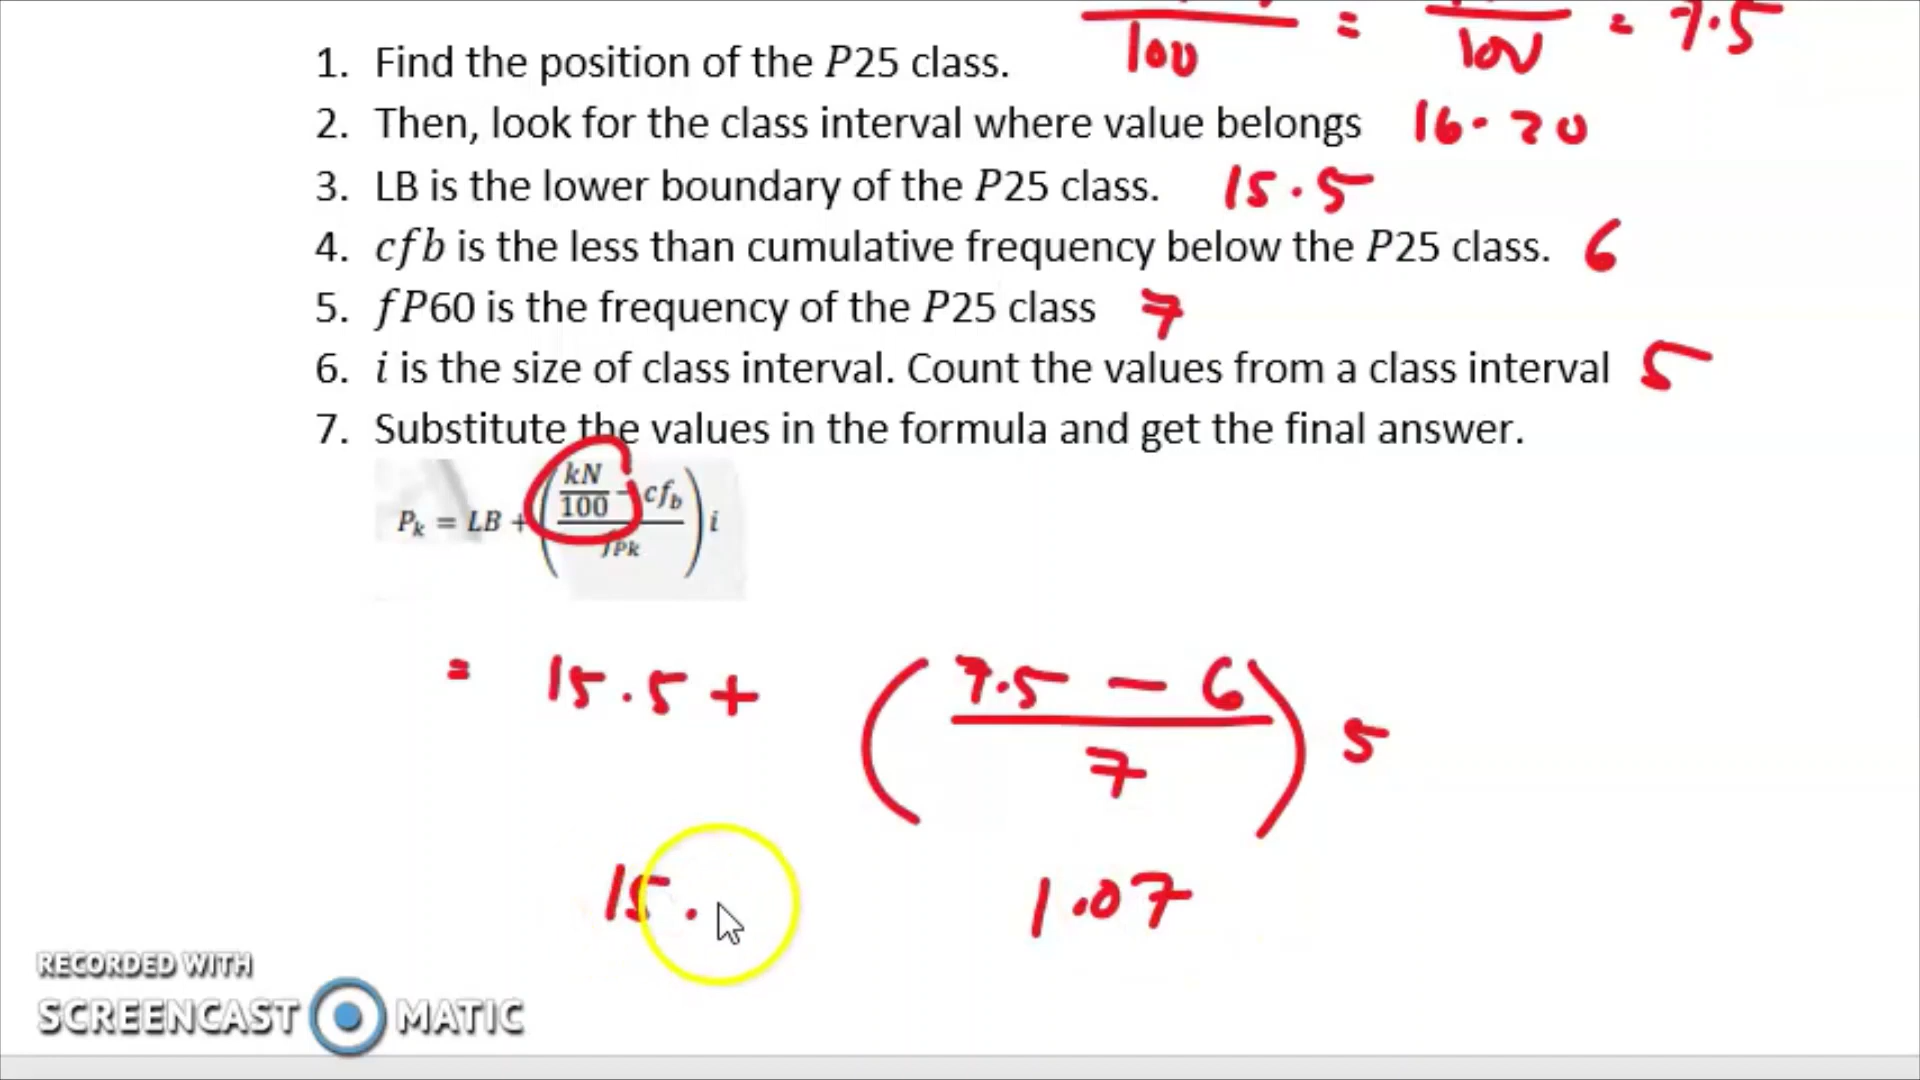 100 = 100 = 7.5
1. Find the position of the P25 class.
2. Then, look for the class interval where value belongs 16-20
3. LB is the lower boundary of the P25 class. 15.5
4. cfb is the less than cumulative frequency below the P25 class. 6
5. fP60 is the frequency of the P25 class 7
6. i is the size of class interval. Count the values from a class interval 5
7. Substitute the values in the formula and get the final answer.
kN
Pk = LB + (100 - cfb) i
fPk
= 15.5 + (7.5 - 6) 5
7
15. 1.07
RECORDED WITH
SCREENCAST MATIC